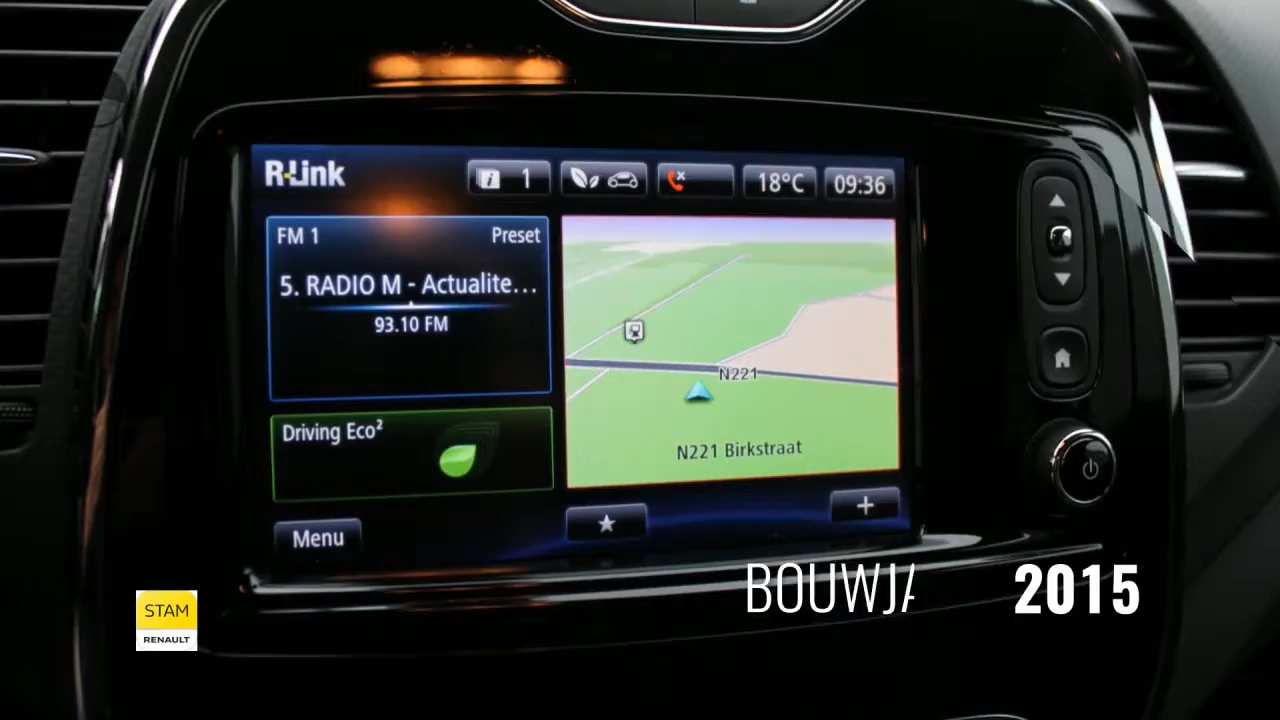 R-Link
1
18°C
09:36
FM 1
Preset
5. RADIO M - Actualite...
93.10 FM
Driving Eco²
N221
N221 Birkstraat
Menu
BOUWJA
2015
STAM
RENAULT